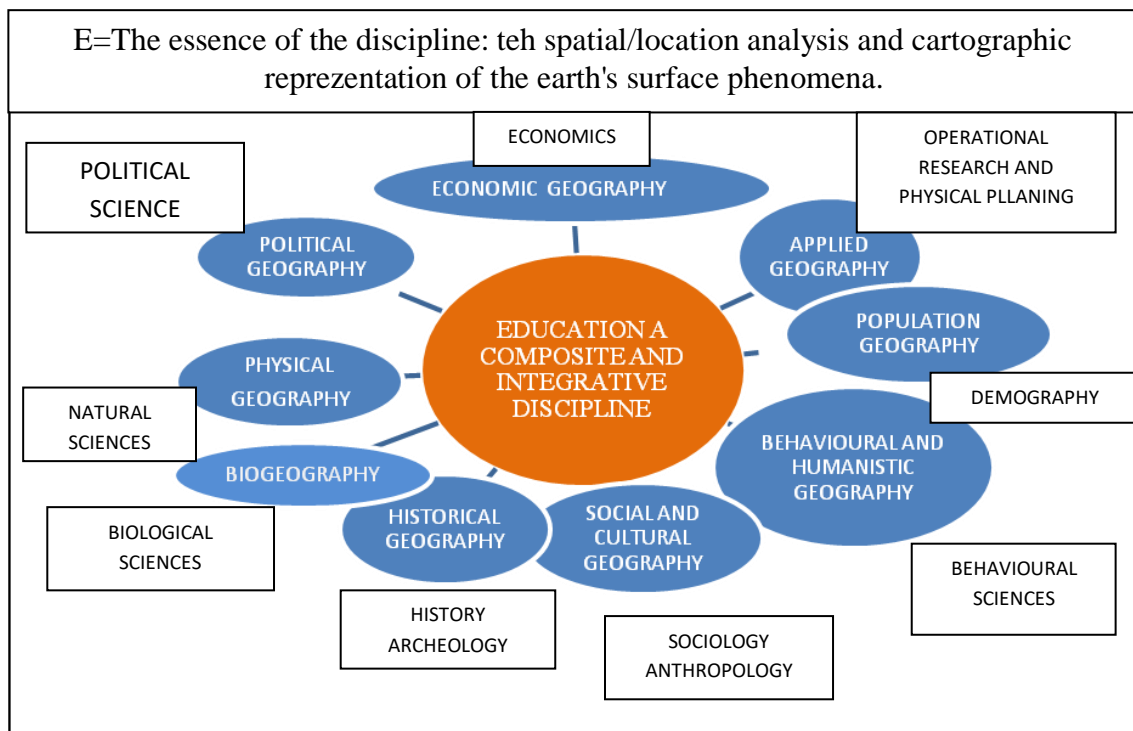 E=The essence of the discipline: teh spatial/location analysis and cartographic
reprezentation of the earth's surface phenomena.
ECONOMICS
OPERATIONAL
RESEARCH AND
PHYSICAL PLLANING
POLITICAL
SCIENCE
ECONOMIC GEOGRAPHY
POLITICAL
GEOGRAPHY
APPLIED
GEOGRAPHY
POPULATION
GEOGRAPHY
EDUCATION A
COMPOSITE AND
INTEGRATIVE
DISCIPLINE
PHYSICAL
GEOGRAPHY
DEMOGRAPHY
NATURAL
SCIENCES
BEHAVIOURAL AND
HUMANISTIC
GEOGRAPHY
BIOGEOGRAPHY
HISTORICAL
GEOGRAPHY
SOCIAL AND
CULTURAL
GEOGRAPHY
BIOLOGICAL
SCIENCES
BEHAVIOURAL
SCIENCES
HISTORY
ARCHEOLOGY
SOCIOLOGY
ANTHROPOLOGY